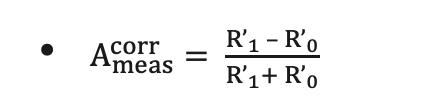 • A^corr_meas = (R'₁ – R'₀) / (R'₁ + R'₀)